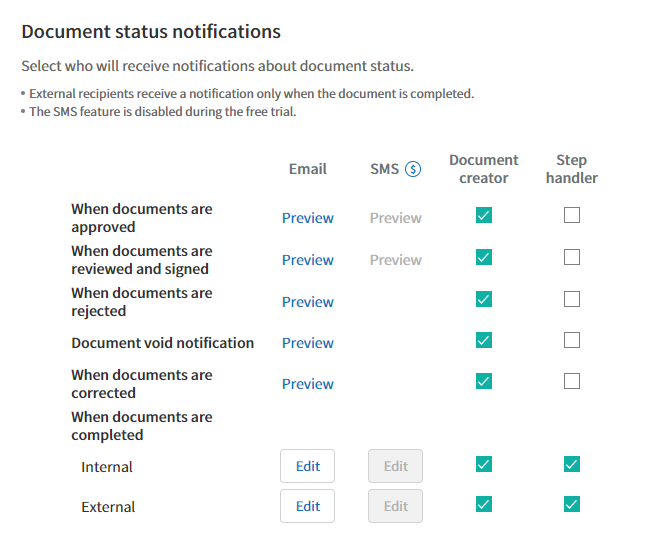 Document status notifications
Select who will receive notifications about document status.
• External recipients receive a notification only when the document is completed.
• The SMS feature is disabled during the free trial.
Email SMS $ Document creator Step handler
When documents are
approved Preview Preview
When documents are
reviewed and signed Preview Preview
When documents are
rejected Preview
Document void notification Preview
When documents are
corrected Preview
When documents are
completed
Internal Edit Edit
External Edit Edit